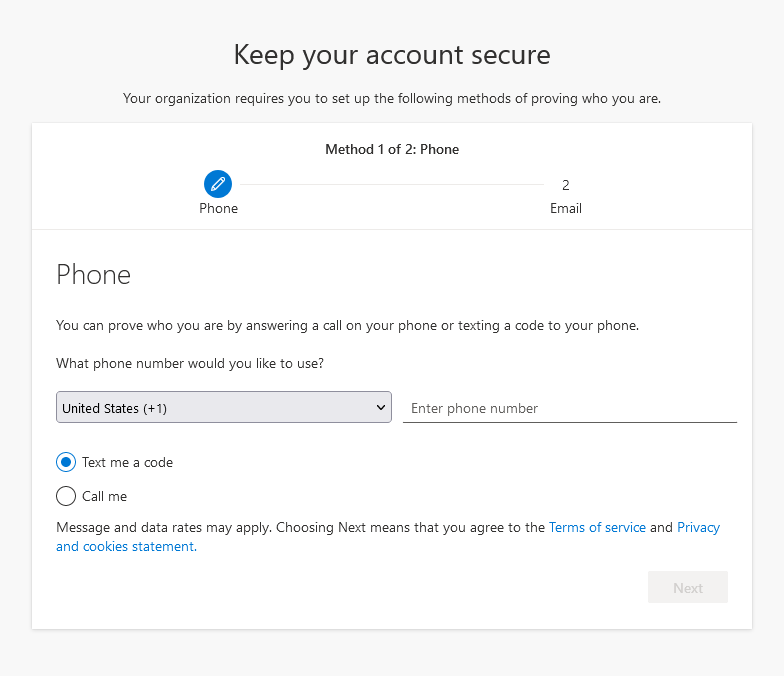 Keep your account secure
Your organization requires you to set up the following methods of proving who you are.
Method 1 of 2: Phone
2
Phone
Email
Phone
You can prove who you are by answering a call on your phone or texting a code to your phone.
What phone number would you like to use?
United States (+1)
Enter phone number
Text me a code
Call me
Message and data rates may apply. Choosing Next means that you agree to the Terms of service and Privacy
and cookies statement.
Next